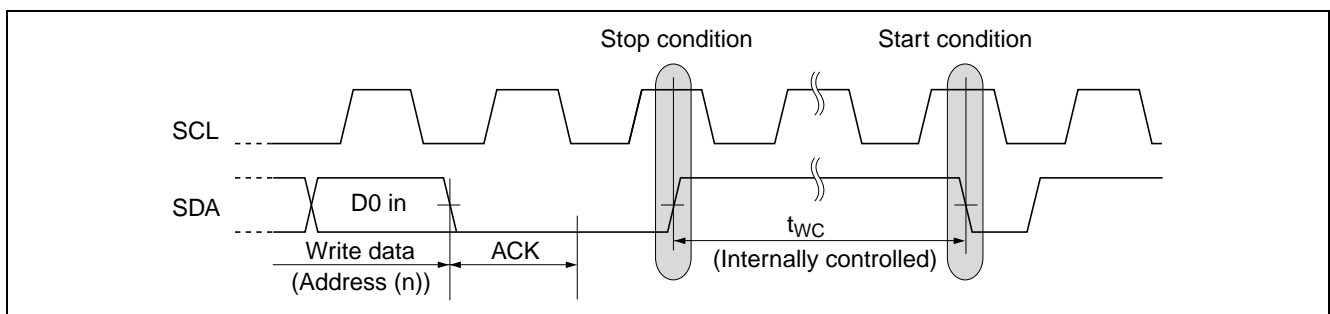 Stop condition
Start condition
SCL
SDA
D0 in
Write data
(Address (n))
ACK
tWC
(Internally controlled)